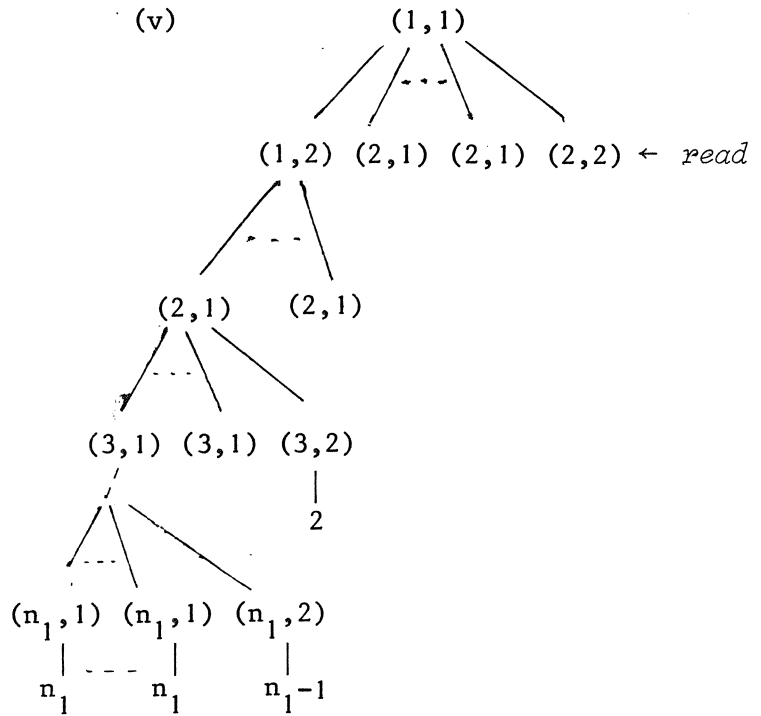 (v) (1,1)
(1,2) (2,1) (2,1) (2,2) ← read
(2,1) (2,1)
(3,1) (3,1) (3,2)
2
(n₁,1) (n₁,1) (n₁,2)
n₁ n₁ n₁-1